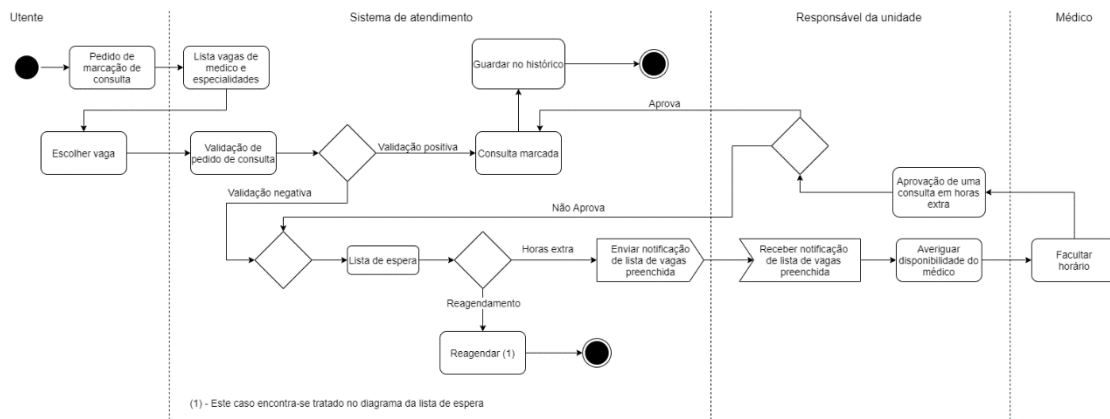 Utente
Sistema de atendimento
Responsável da unidade
Médico
Pedido de
marcação de
consulta
Lista vagas de
medico e
especialidades
Guardar no histórico
Aprova
Escolher vaga
Validação de
pedido de consulta
Validação positiva
Consulta marcada
Aprovação de uma
consulta em horas
extra
Validação negativa
Não Aprova
Lista de espera
Horas extra
Enviar notificação
de lista de vagas
preenchida
Receber notificação
de lista de vagas
preenchida
Averiguar
disponibilidade do
médico
Facultar
horário
Reagendamento
Reagendar (1)
(1) - Este caso encontra-se tratado no diagrama da lista de espera